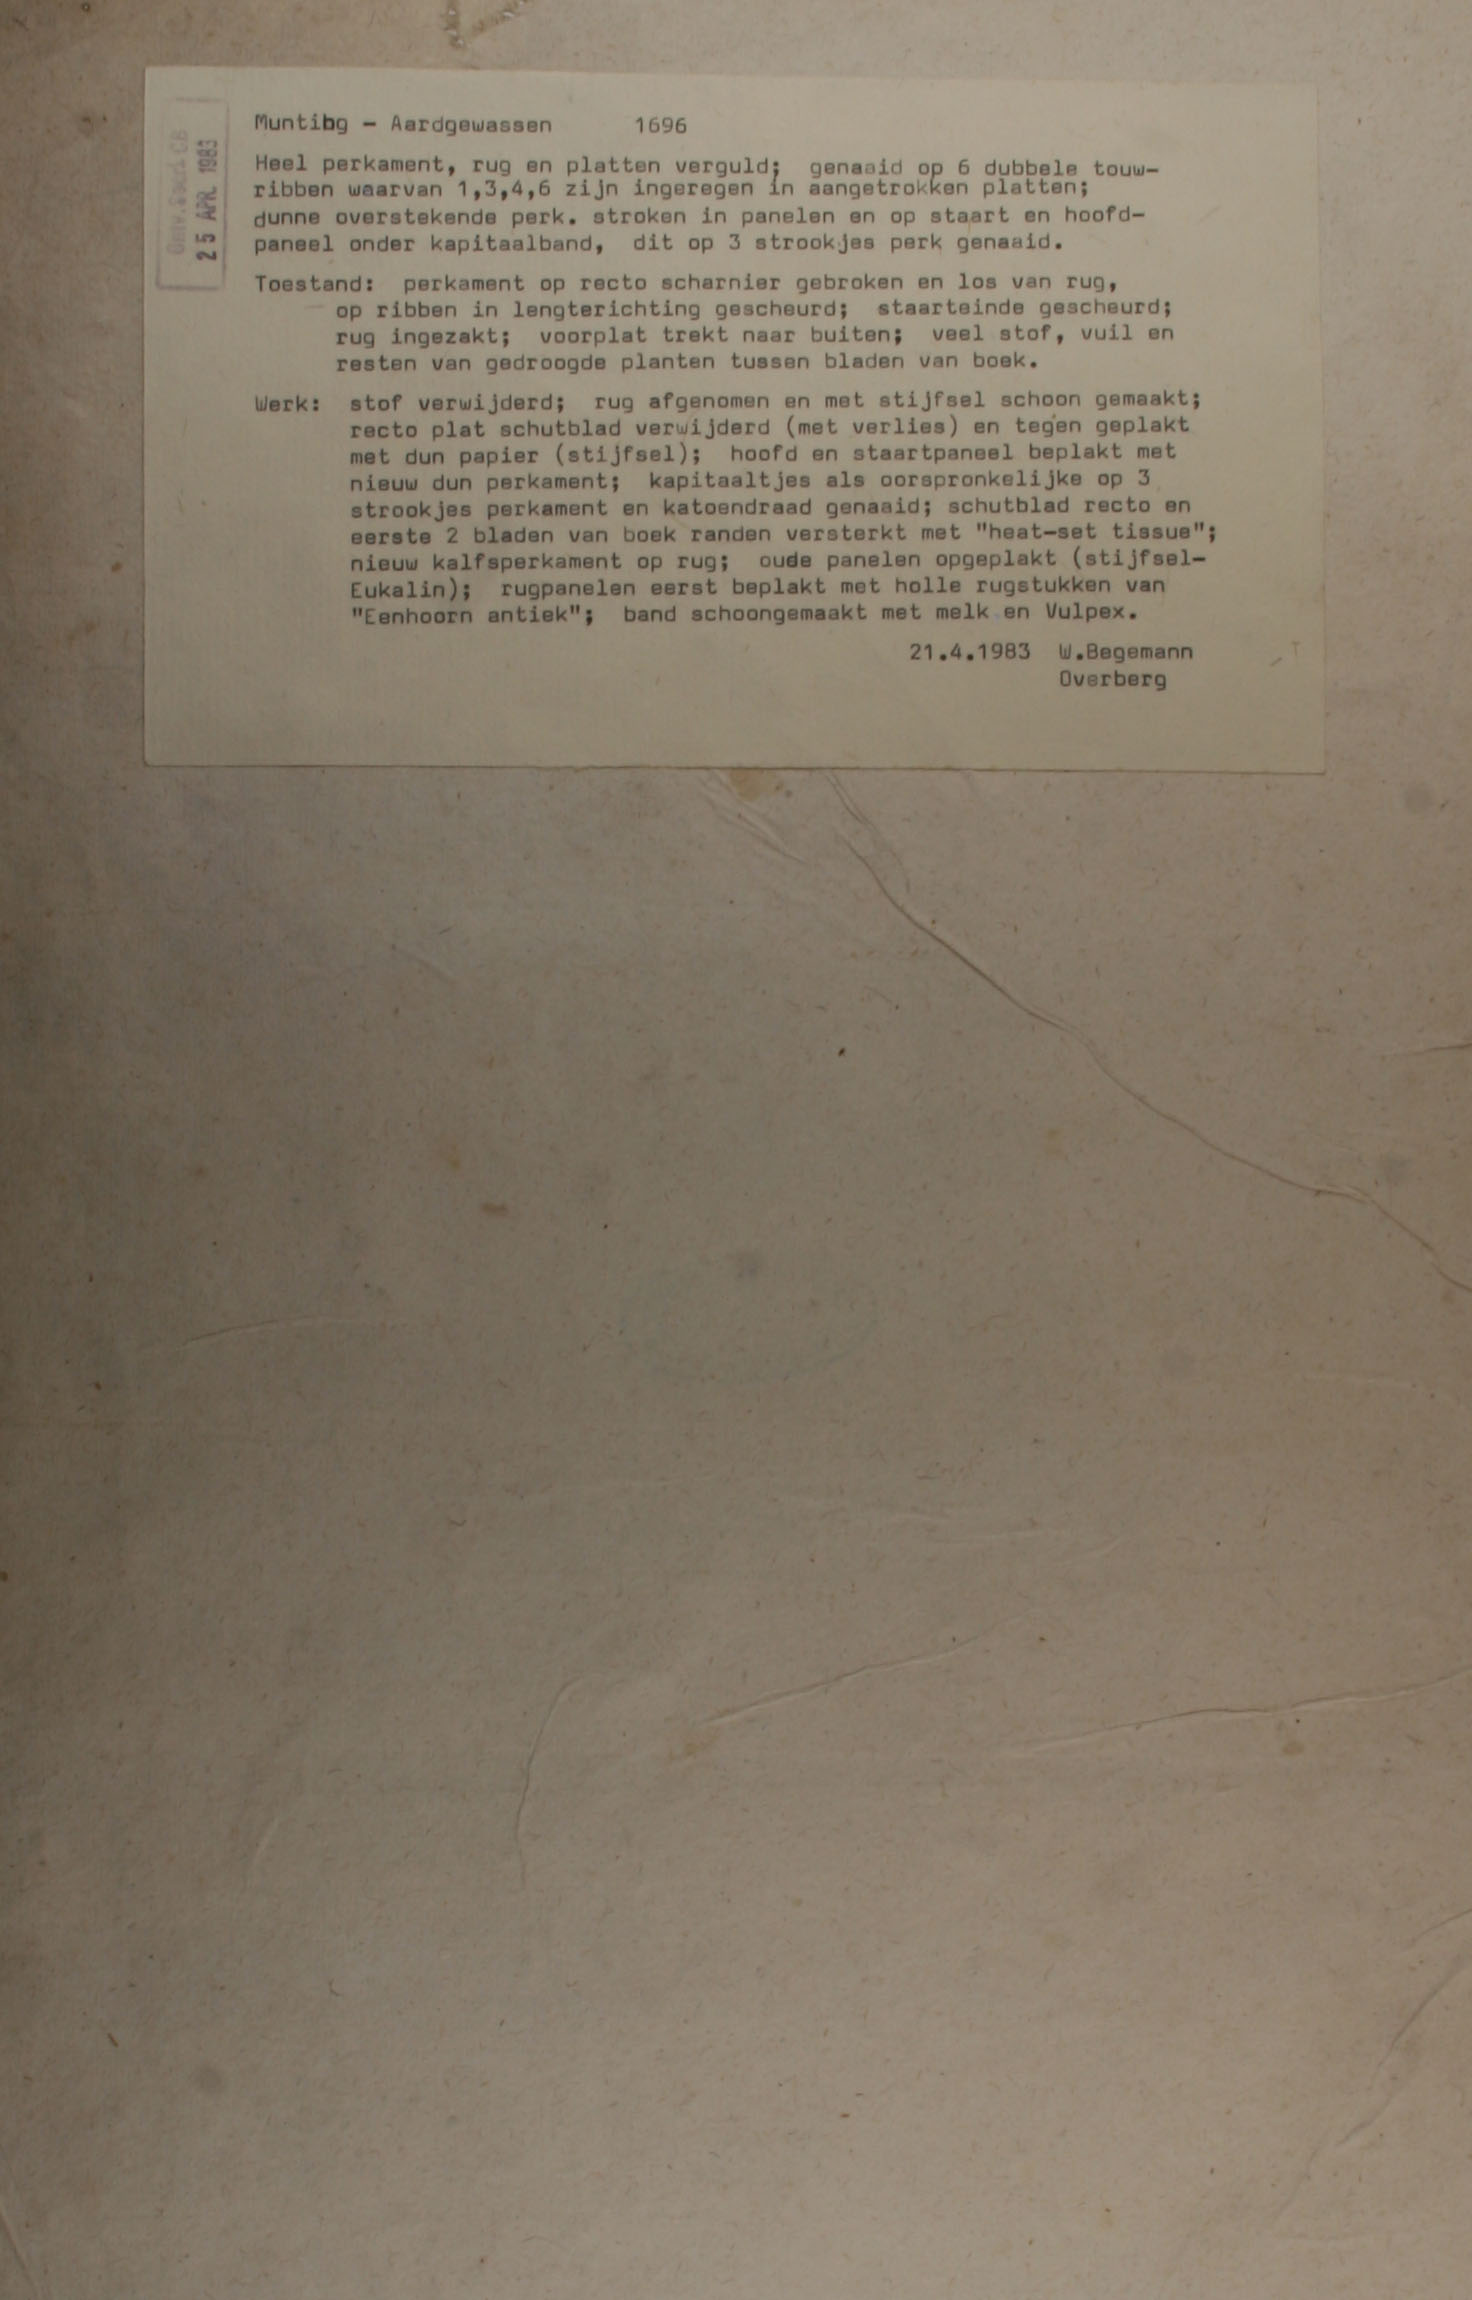 25 APR. 1983
Muntibg - Aardgewassen 1696
Heel perkament, rug en platten verguld; genaaid op 6 dubbele touw-
ribben waarvan 1,3,4,6 zijn ingeregen in aangetrokken platten;
dunne overstekende perk. stroken in panelen en op staart en hoofd-
paneel onder kapitaalband, dit op 3 strookjes perk genaaid.
Toestand: perkament op recto scharnier gebroken en los van rug,
op ribben in lengterichting gescheurd; staarteinde gescheurd;
rug ingezakt; voorplat trekt naar buiten; veel stof, vuil en
resten van gedroogde planten tussen bladen van boek.
Werk: stof verwijderd; rug afgenomen en met stijfsel schoon gemaakt;
recto plat schutblad verwijderd (met verlies) en tegen geplakt
met dun papier (stijfsel); hoofd en staartpaneel beplakt met
nieuw dun perkament; kapitaaltjes als oorspronkelijke op 3
strookjes perkament en katoendraad genaaid; schutblad recto en
eerste 2 bladen van boek randen versterkt met "heat-set tissue";
nieuw kalfsperkament op rug; oude panelen opgeplakt (stijfsel-
Eukalin); rugpanelen eerst beplakt met holle rugstukken van
"Eenhoorn antiek"; band schoongemaakt met melk en Vulpex.
21.4.1983 W.Begemann
Overberg